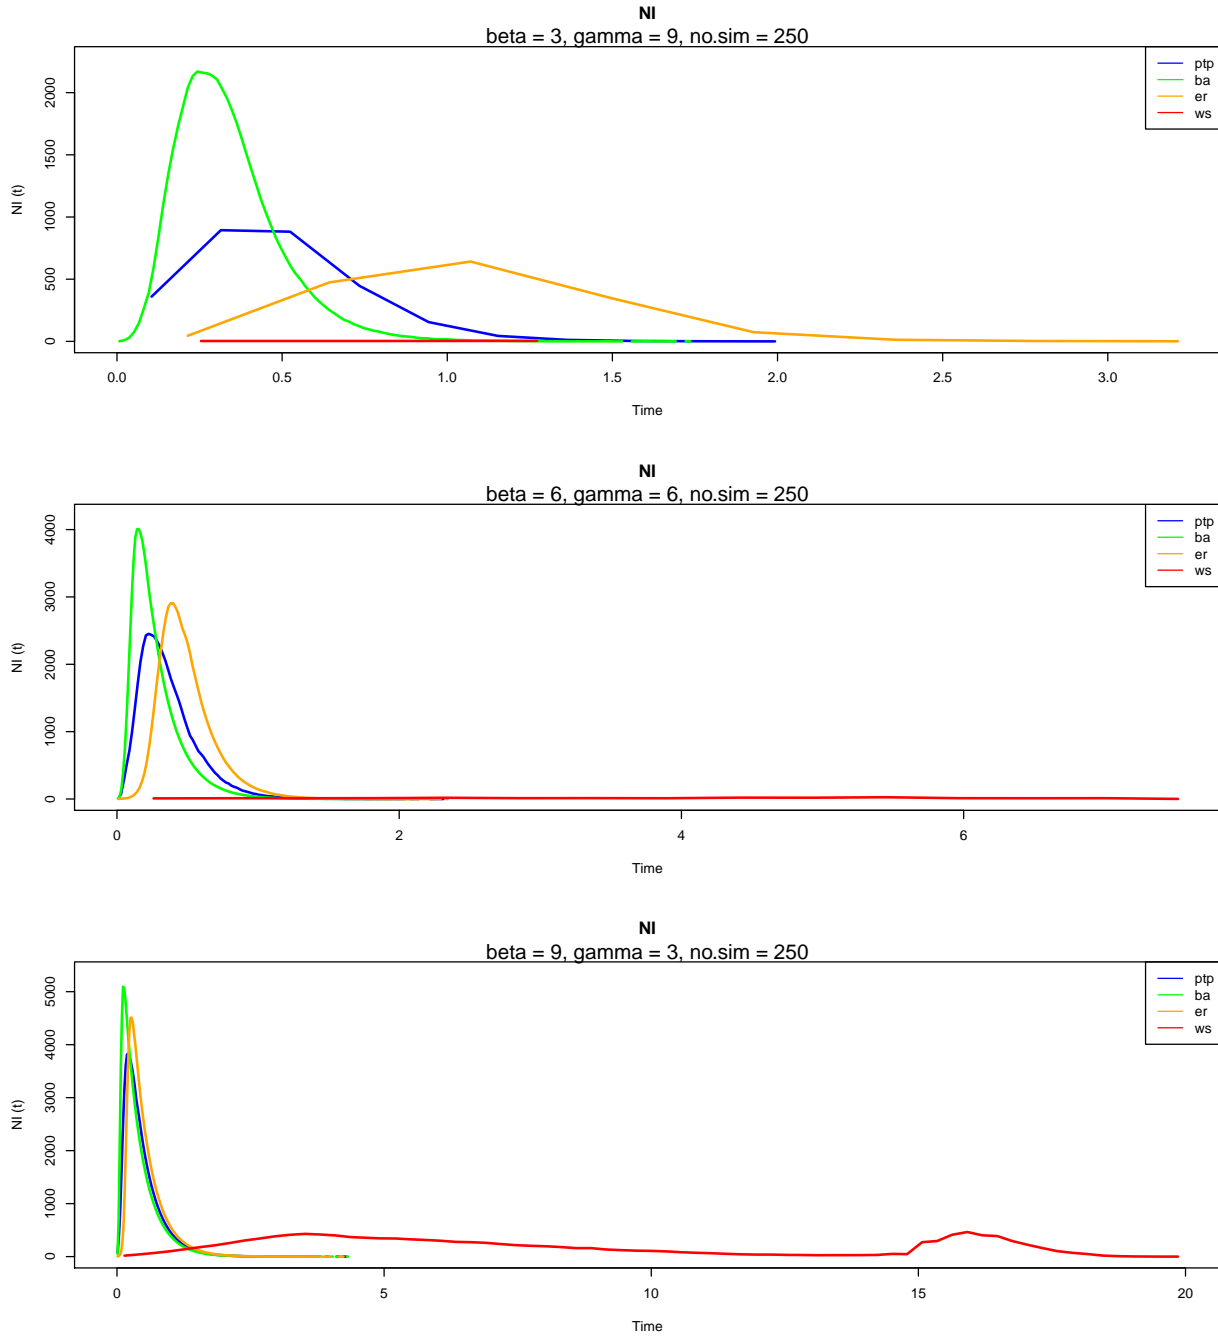 NI
beta = 3, gamma = 9, no.sim = 250
ptp
ba
er
ws
NI (t)
0
500
1000
1500
2000
0.0 0.5 1.0 1.5 2.0 2.5 3.0
Time
NI
beta = 6, gamma = 6, no.sim = 250
ptp
ba
er
ws
NI (t)
0
1000
2000
3000
4000
0 2 4 6
Time
NI
beta = 9, gamma = 3, no.sim = 250
ptp
ba
er
ws
NI (t)
0
1000
2000
3000
4000
5000
0 5 10 15 20
Time